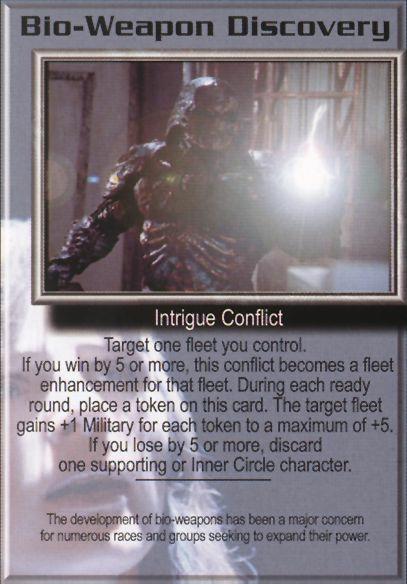 Bio-Weapon Discovery
Intrigue Conflict
Target one fleet you control.
If you win by 5 or more, this conflict becomes a fleet
enhancement for that fleet. During each ready
round, place a token on this card. The target fleet
gains +1 Military for each token to a maximum of +5.
If you lose by 5 or more, discard
one supporting or Inner Circle character.
The development of bio-weapons has been a major concern
for numerous races and groups seeking to expand their power.